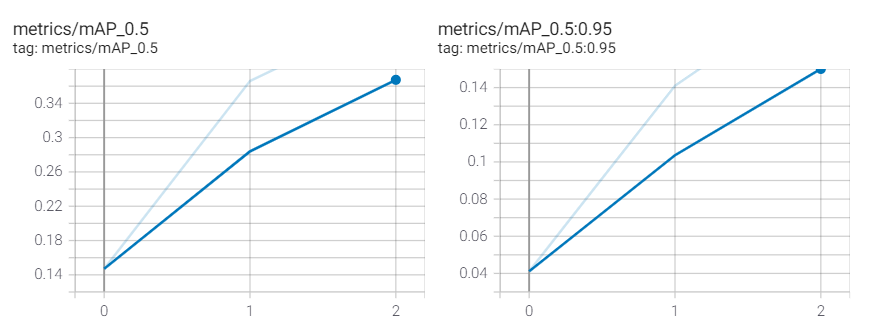 metrics/mAP_0.5
tag: metrics/mAP_0.5
0.34
0.3
0.26
0.22
0.18
0.14
0 1 2
metrics/mAP_0.5:0.95
tag: metrics/mAP_0.5:0.95
0.14
0.12
0.1
0.08
0.06
0.04
0 1 2